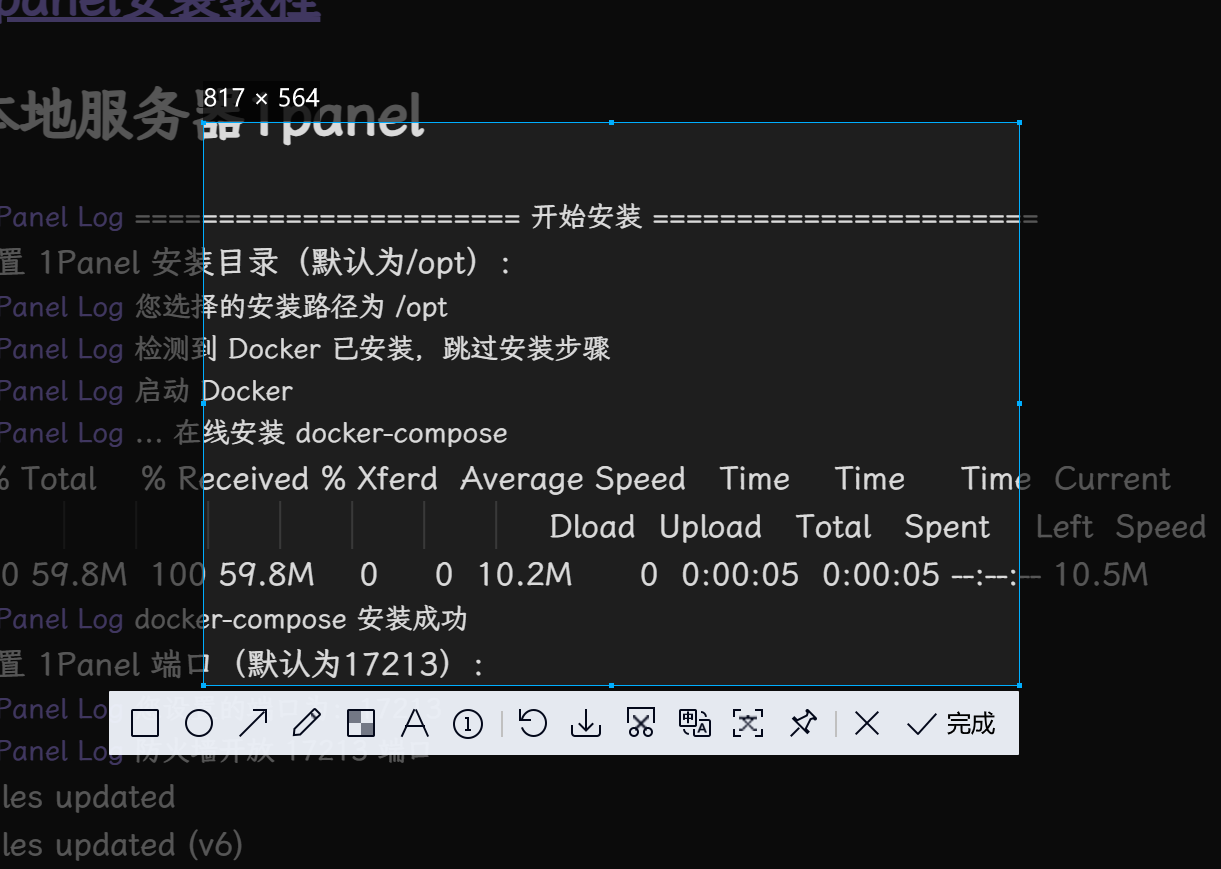 panel安装教程
817 × 564
本地服务器1panel
Panel Log ======================= 开始安装 =======================
置 1Panel 安装目录（默认为/opt）：
Panel Log 您选择的安装路径为 /opt
Panel Log 检测到 Docker 已安装，跳过安装步骤
Panel Log 启动 Docker
Panel Log ... 在线安装 docker-compose
% Total % Received % Xferd Average Speed Time Time Time Current
Dload Upload Total Spent Left Speed
0 59.8M 100 59.8M 0 0 10.2M 0 0:00:05 0:00:05 --:--:-- 10.5M
Panel Log docker-compose 安装成功
置 1Panel 端口（默认为17213）：
Panel Log
完成
Panel Log 防火墙开放 17213 端口
les updated
les updated (v6)